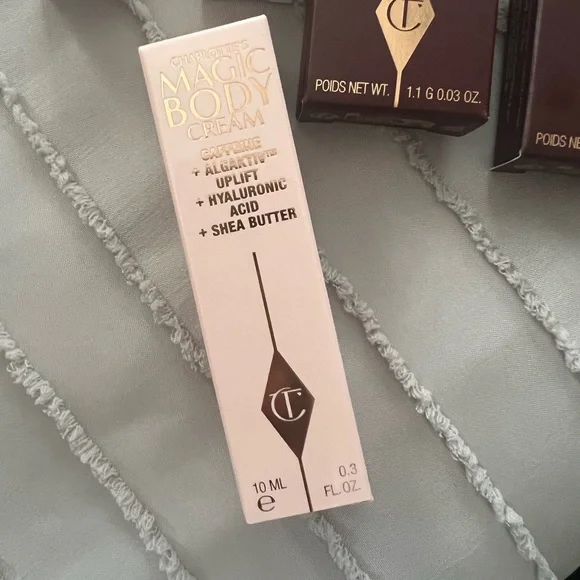 CHARLOTTE'S
MAGIC
BODY
CREAM
CAFFEINE
+ ALGAKTIV™
UPLIFT
+ HYALURONIC
ACID
+ SHEA BUTTER
CT
10 ML
e
0.3
FL.OZ.
CT
POIDS NET WT. 1.1 G 0.03 OZ.
POIDS NE